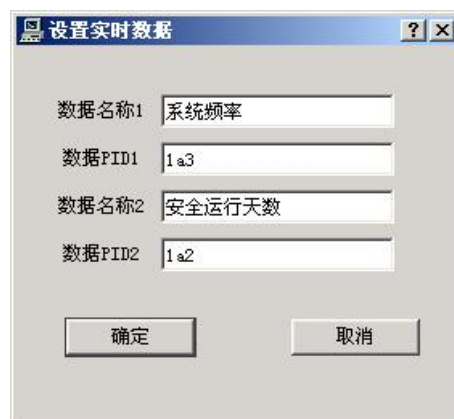 设置实时数据
数据名称1 系统频率
数据PID1 1a3
数据名称2 安全运行天数
数据PID2 1a2
确定 取消